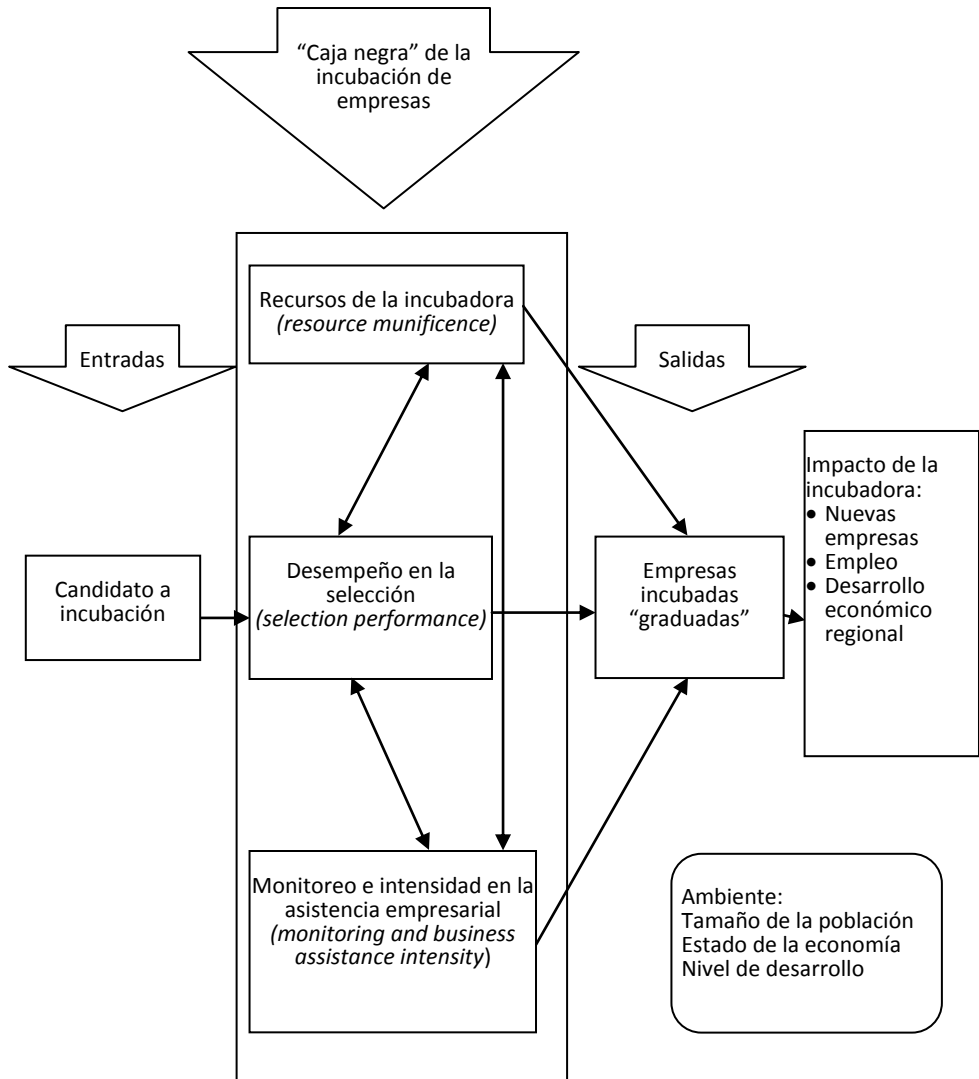 “Caja negra” de la
incubación de
empresas
Recursos de la incubadora
(resource munificence)
Entradas
Salidas
Impacto de la
incubadora:
• Nuevas
empresas
• Empleo
• Desarrollo
económico
regional
Candidato a
incubación
Desempeño en la
selección
(selection performance)
Empresas
incubadas
“graduadas”
Monitoreo e intensidad en la
asistencia empresarial
(monitoring and business
assistance intensity)
Ambiente:
Tamaño de la población
Estado de la economía
Nivel de desarrollo